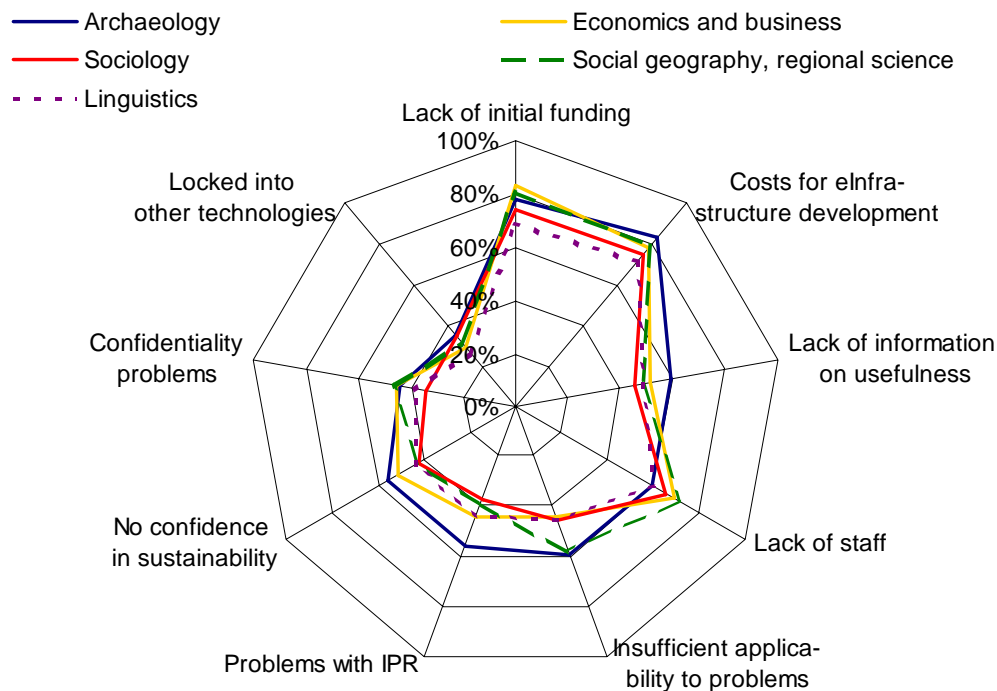 Archaeology
Economics and business
Sociology
Social geography, regional science
Linguistics
Lack of initial funding
100%
80%
60%
40%
20%
0%
Costs for eInfra-
structure development
Lack of information
on usefulness
Lack of staff
Insufficient applica-
bility to problems
Problems with IPR
No confidence
in sustainability
Confidentiality
problems
Locked into
other technologies